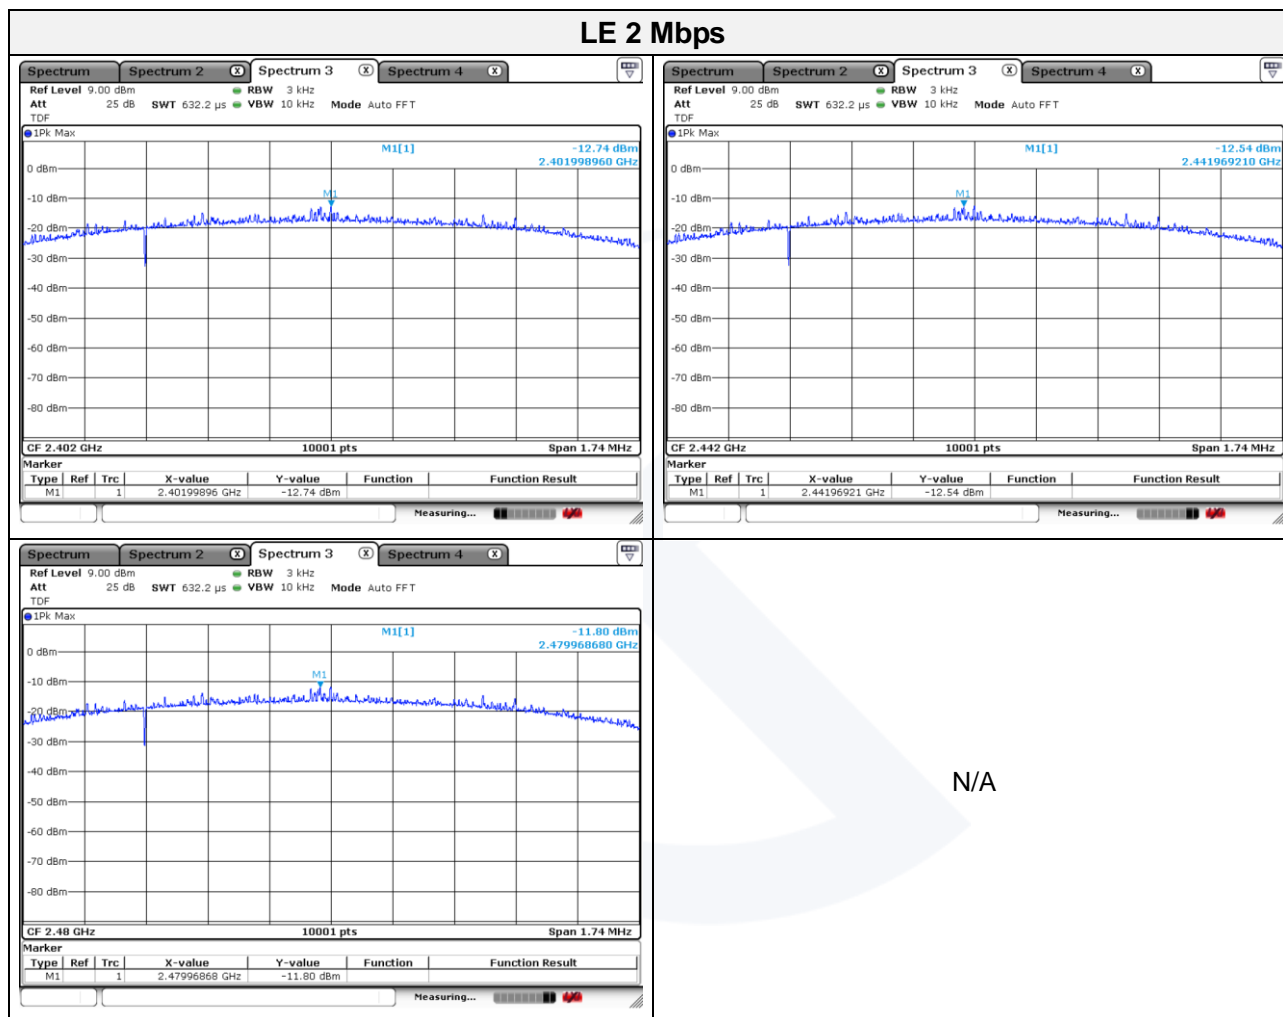 LE 2 Mbps
Spectrum Spectrum 2 X Spectrum 3 X Spectrum 4 X
Ref Level 9.00 dBm RBW 3 kHz
Att 25 dB SWT 632.2 µs VBW 10 kHz Mode Auto FFT
TDF
1Pk Max
M1[1] -12.74 dBm
2.401998960 GHz
0 dBm
M1
-10 dBm
-20 dBm
-30 dBm
-40 dBm
-50 dBm
-60 dBm
-70 dBm
-80 dBm
CF 2.402 GHz 10001 pts Span 1.74 MHz
Marker
Type Ref Trc X-value Y-value Function Function Result
M1 1 2.40199896 GHz -12.74 dBm
Measuring...
Spectrum Spectrum 2 X Spectrum 3 X Spectrum 4 X
Ref Level 9.00 dBm RBW 3 kHz
Att 25 dB SWT 632.2 µs VBW 10 kHz Mode Auto FFT
TDF
1Pk Max
M1[1] -12.54 dBm
2.441969210 GHz
0 dBm
M1
-10 dBm
-20 dBm
-30 dBm
-40 dBm
-50 dBm
-60 dBm
-70 dBm
-80 dBm
CF 2.442 GHz 10001 pts Span 1.74 MHz
Marker
Type Ref Trc X-value Y-value Function Function Result
M1 1 2.44196921 GHz -12.54 dBm
Measuring...
Spectrum Spectrum 2 X Spectrum 3 X Spectrum 4 X
Ref Level 9.00 dBm RBW 3 kHz
Att 25 dB SWT 632.2 µs VBW 10 kHz Mode Auto FFT
TDF
1Pk Max
M1[1] -11.80 dBm
2.479968680 GHz
0 dBm
M1
-10 dBm
-20 dBm
-30 dBm
-40 dBm
-50 dBm
-60 dBm
-70 dBm
-80 dBm
CF 2.48 GHz 10001 pts Span 1.74 MHz
Marker
Type Ref Trc X-value Y-value Function Function Result
M1 1 2.47996868 GHz -11.80 dBm
Measuring...
N/A